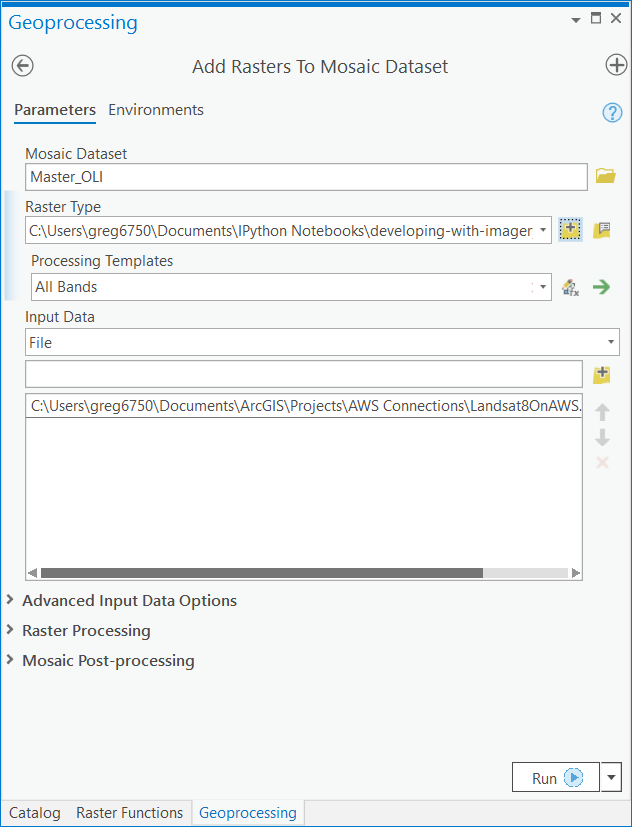 Geoprocessing
Add Rasters To Mosaic Dataset
Parameters Environments
Mosaic Dataset
Master_OLI
Raster Type
C:\Users\greg6750\Documents\IPython Notebooks\developing-with-imager
Processing Templates
All Bands
Input Data
File
C:\Users\greg6750\Documents\ArcGIS\Projects\AWS Connections\Landsat8OnAWS.
Advanced Input Data Options
Raster Processing
Mosaic Post-processing
Run
Catalog Raster Functions Geoprocessing